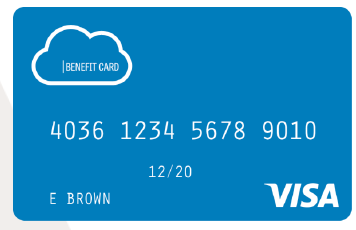 |BENEFIT CARD
4036 1234 5678 9010
12/20
E BROWN
VISA